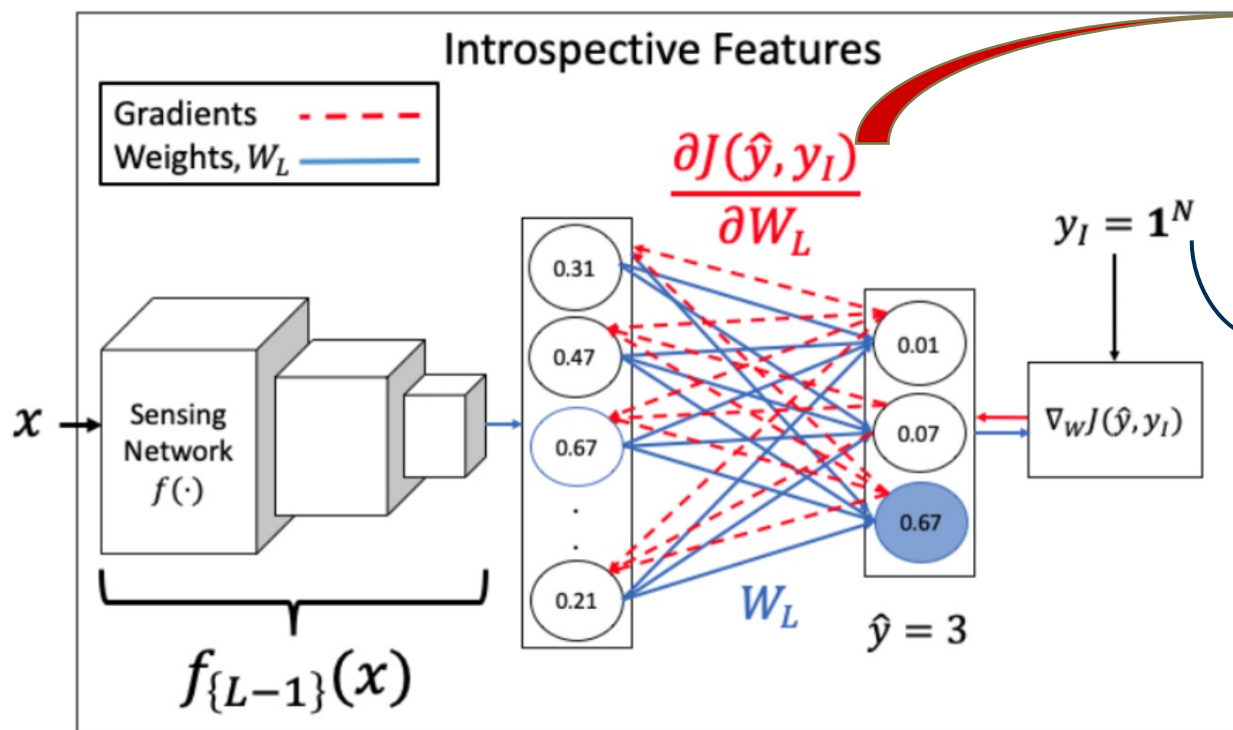 Introspective Features
Gradients
Weights, W_L
∂J(ŷ, y_I)
∂W_L
y_I = 1^N
x
Sensing
Network
f(·)
0.31
0.47
0.67
.
.
0.21
0.01
0.07
0.67
∇_W J(ŷ, y_I)
W_L
ŷ = 3
f_{L−1}(x)